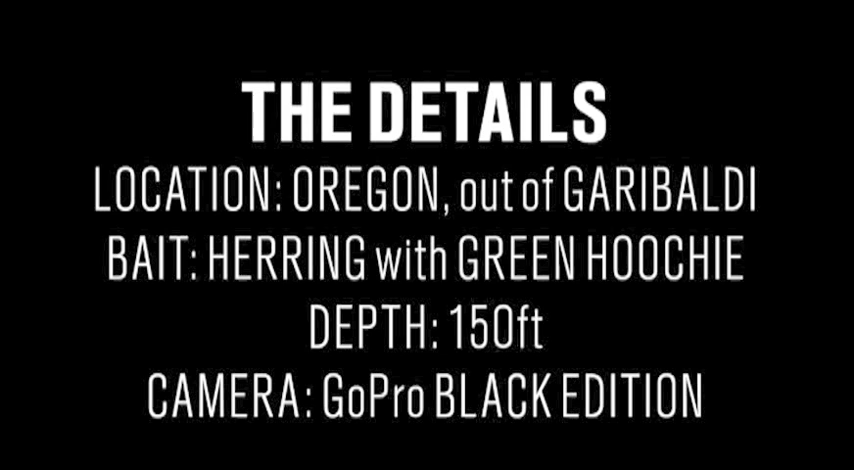 THE DETAILS
LOCATION: OREGON, out of GARIBALDI
BAIT: HERRING with GREEN HOOCHIE
DEPTH: 150ft
CAMERA: GoPro BLACK EDITION